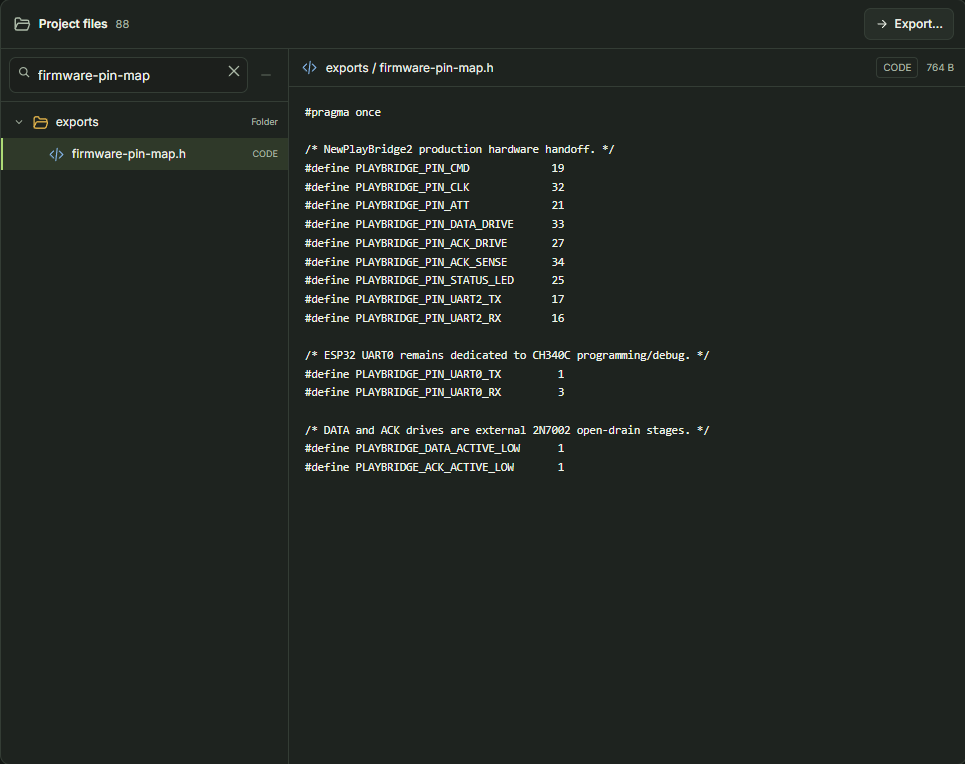 Project files 88
Export...
firmware-pin-map
exports / firmware-pin-map.h
CODE
764 B
exports
Folder
firmware-pin-map.h
CODE
#pragma once
/* NewPlayBridge2 production hardware handoff. */
#define PLAYBRIDGE_PIN_CMD 19
#define PLAYBRIDGE_PIN_CLK 32
#define PLAYBRIDGE_PIN_ATT 21
#define PLAYBRIDGE_PIN_DATA_DRIVE 33
#define PLAYBRIDGE_PIN_ACK_DRIVE 27
#define PLAYBRIDGE_PIN_ACK_SENSE 34
#define PLAYBRIDGE_PIN_STATUS_LED 25
#define PLAYBRIDGE_PIN_UART2_TX 17
#define PLAYBRIDGE_PIN_UART2_RX 16
/* ESP32 UART0 remains dedicated to CH340C programming/debug. */
#define PLAYBRIDGE_PIN_UART0_TX 1
#define PLAYBRIDGE_PIN_UART0_RX 3
/* DATA and ACK drives are external 2N7002 open-drain stages. */
#define PLAYBRIDGE_DATA_ACTIVE_LOW 1
#define PLAYBRIDGE_ACK_ACTIVE_LOW 1